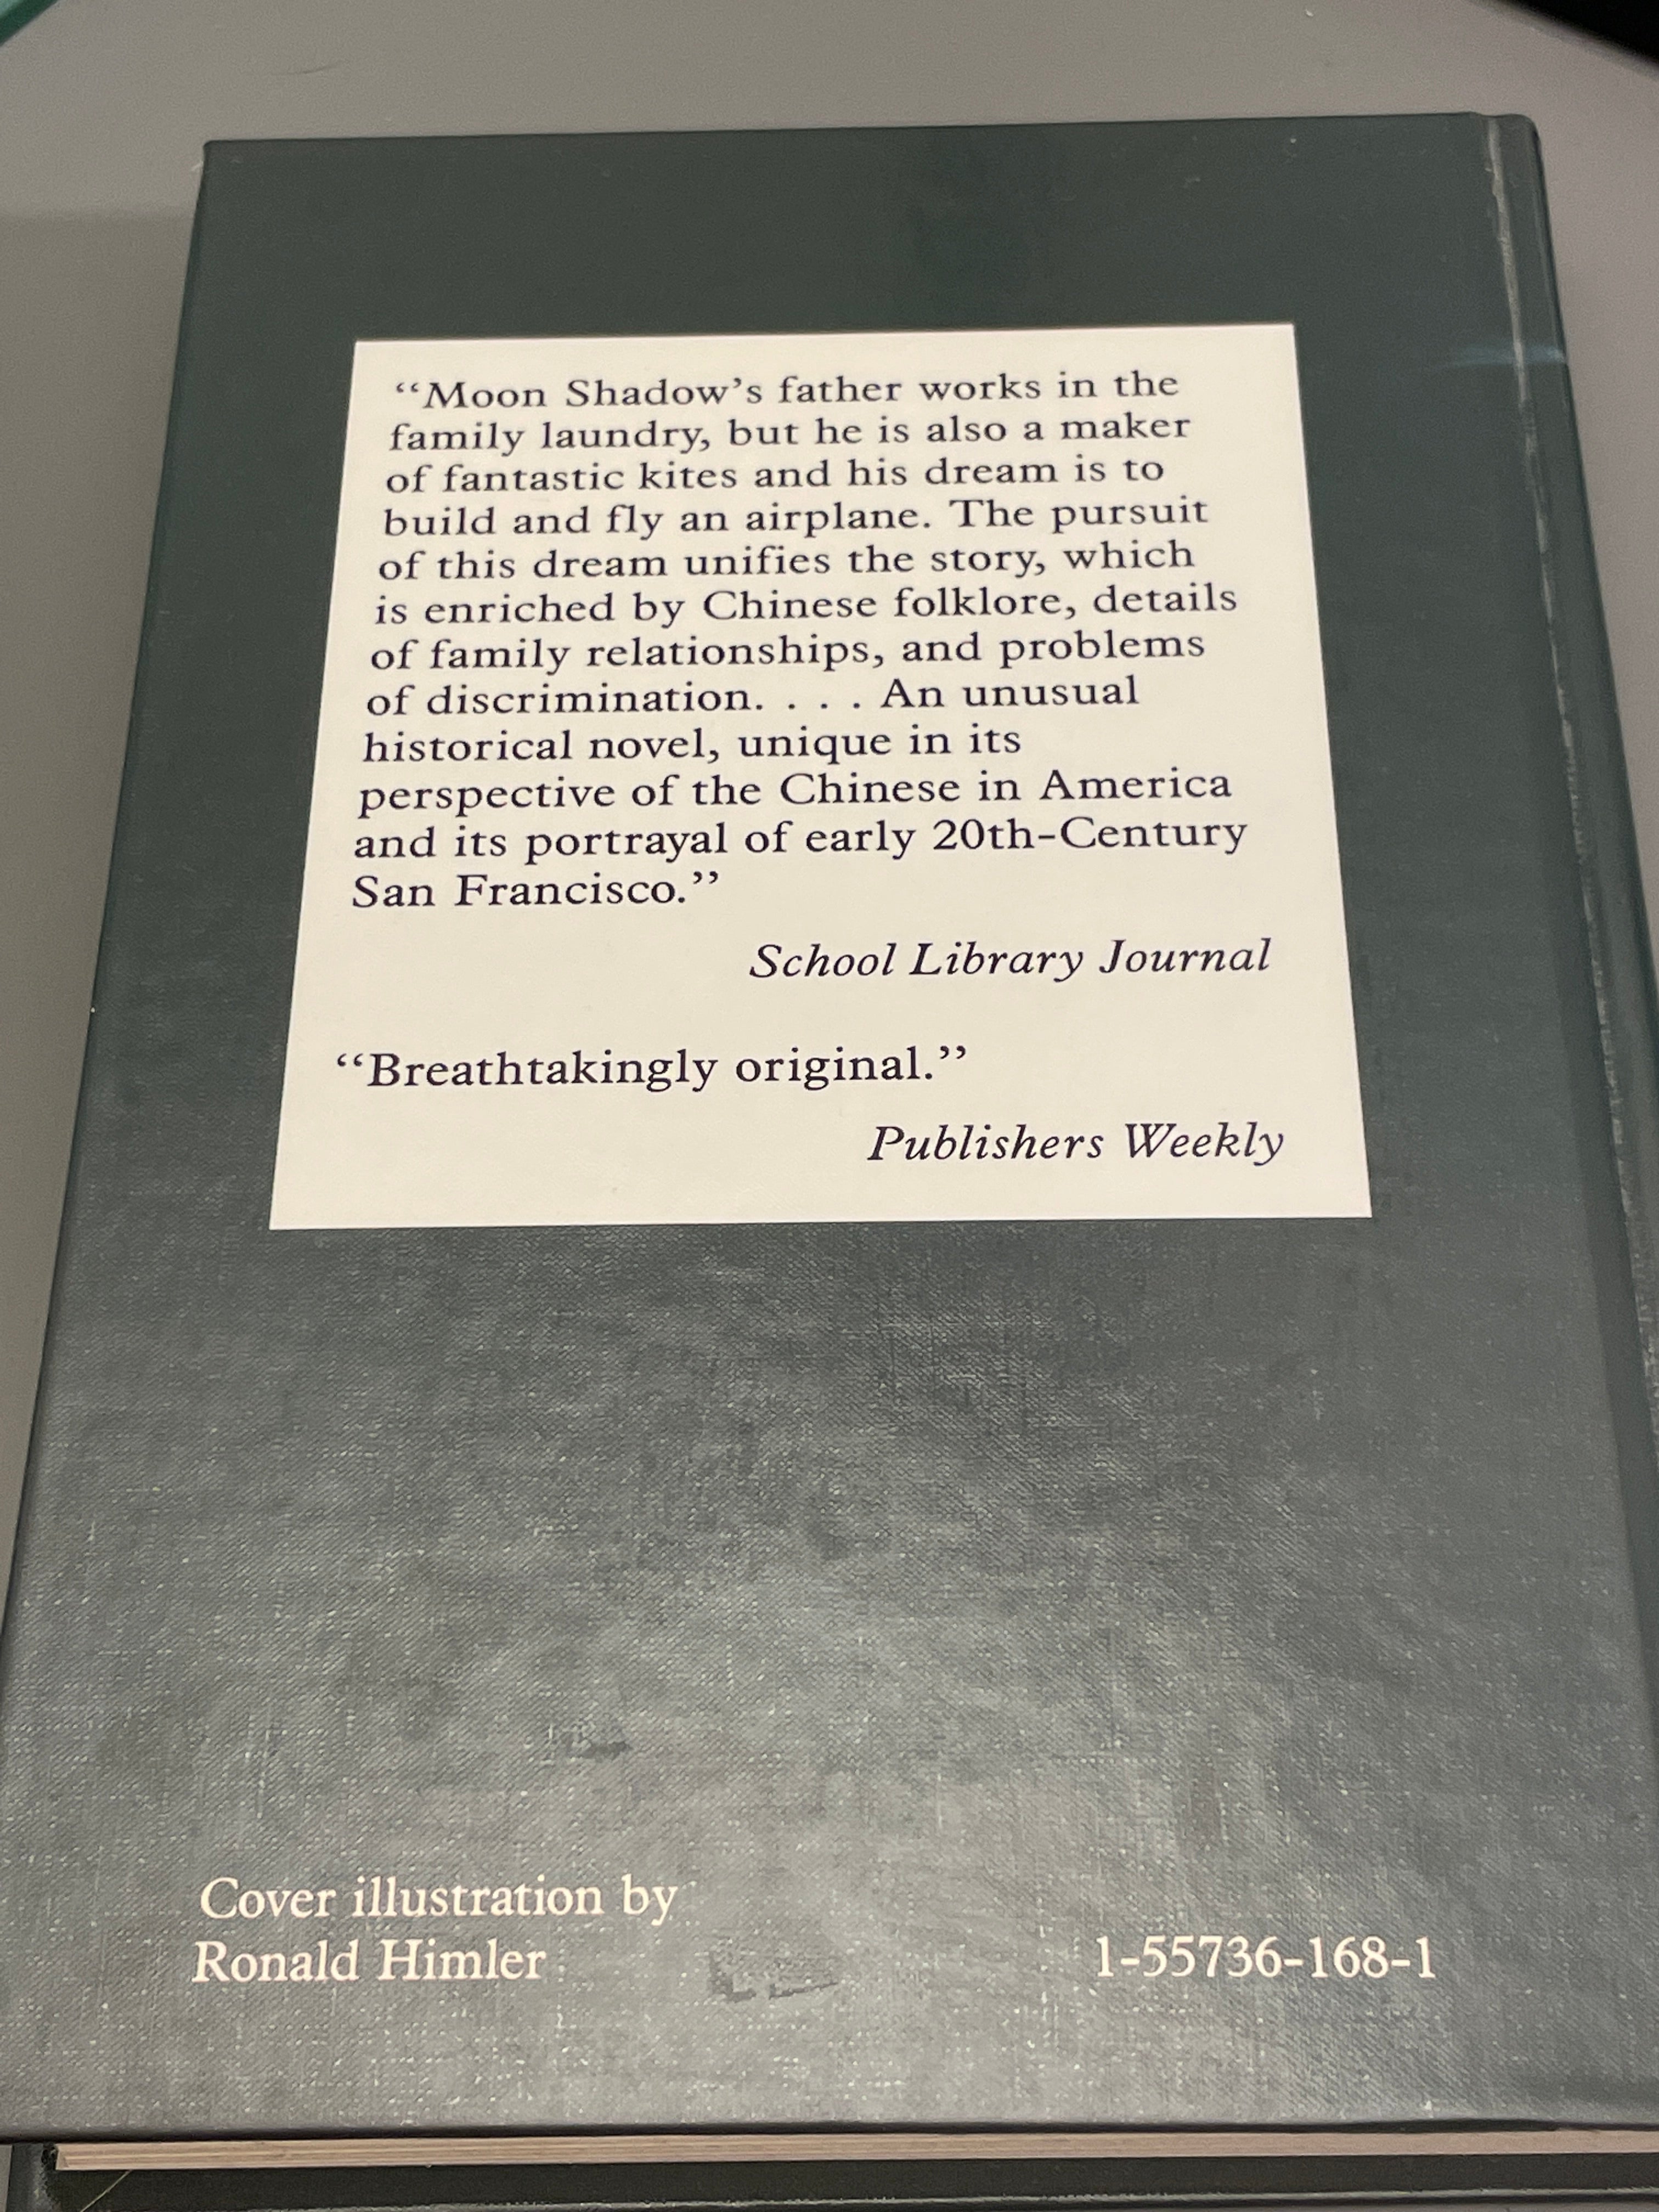 “Moon Shadow’s father works in the
family laundry, but he is also a maker
of fantastic kites and his dream is to
build and fly an airplane. The pursuit
of this dream unifies the story, which
is enriched by Chinese folklore, details
of family relationships, and problems
of discrimination. . . . An unusual
historical novel, unique in its
perspective of the Chinese in America
and its portrayal of early 20th-Century
San Francisco.”
School Library Journal
“Breathtakingly original.”
Publishers Weekly
Cover illustration by
Ronald Himler
1-55736-168-1